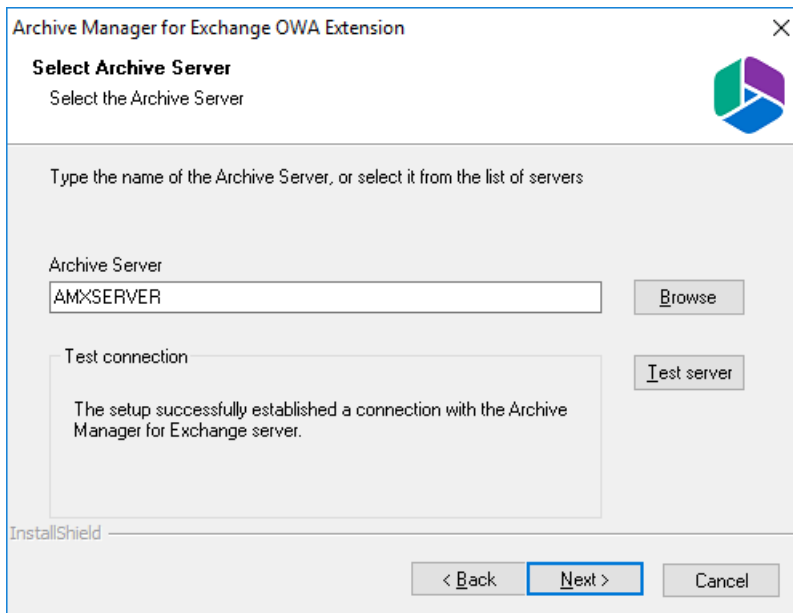 Archive Manager for Exchange OWA Extension
Select Archive Server
Select the Archive Server
Type the name of the Archive Server, or select it from the list of servers
Archive Server
AMXSERVER
Browse
Test connection
Test server
The setup successfully established a connection with the Archive
Manager for Exchange server.
InstallShield
< Back
Next >
Cancel